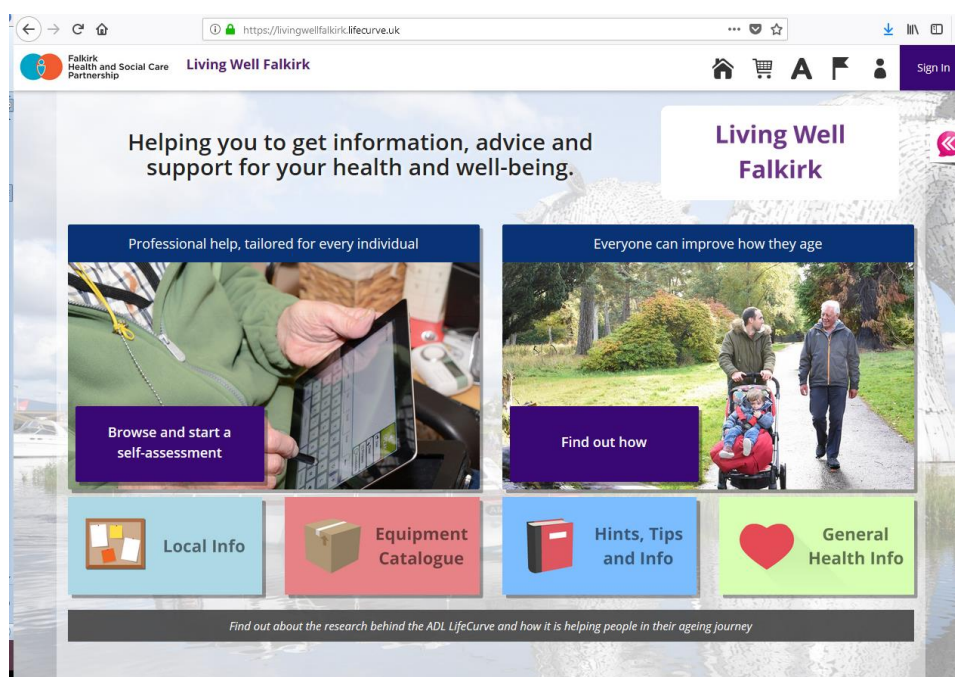 https://livingwellfalkirk.lifecurve.uk
Falkirk
Health and Social Care
Partnership
Living Well Falkirk
A
Sign In
Helping you to get information, advice and
support for your health and well-being.
Living Well
Falkirk
Professional help, tailored for every individual
Everyone can improve how they age
Browse and start a
self-assessment
Find out how
Local Info
Equipment
Catalogue
Hints, Tips
and Info
General
Health Info
Find out about the research behind the ADL LifeCurve and how it is helping people in their ageing journey